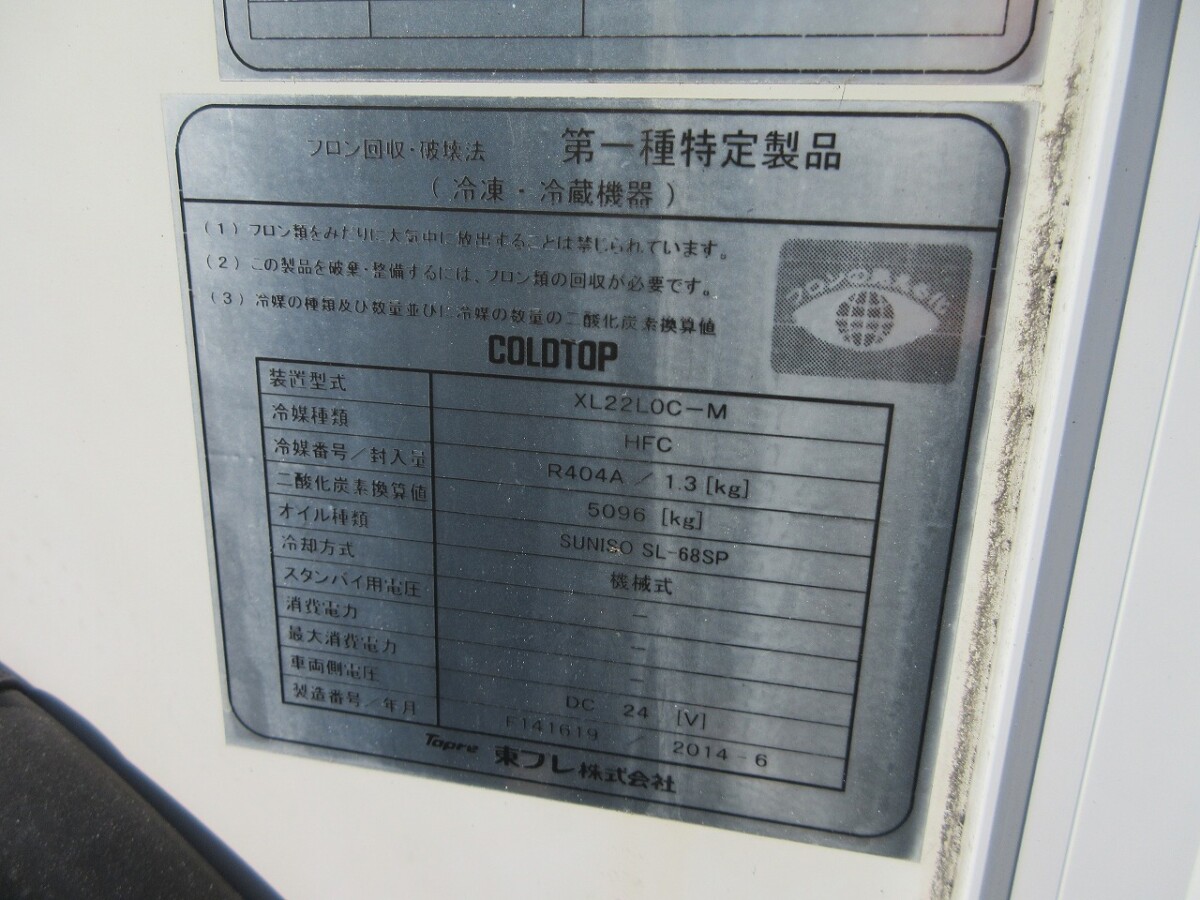 フロン回収・破壊法 第一種特定製品
(冷凍・冷蔵機器)
(1) フロン類をみだりに大気中に放出することは禁じられています。
(2) この製品を破棄・整備するには、フロン類の回収が必要です。
(3) 冷媒の種類及び数量並びに冷媒の数量の二酸化炭素換算値
フロンの見える化
COLDTOP
装置型式 XL22L0C-M
冷媒種類 HFC
冷媒番号/封入量 R404A / 1.3 [kg]
二酸化炭素換算値 5096 [kg]
オイル種類 SUNISO SL-68SP
冷却方式 機械式
スタンバイ用電圧 —
消費電力 —
最大消費電力 —
車両側電圧 DC 24 [V]
製造番号/年月 F141619 / 2014-6
Topre 東プレ株式会社